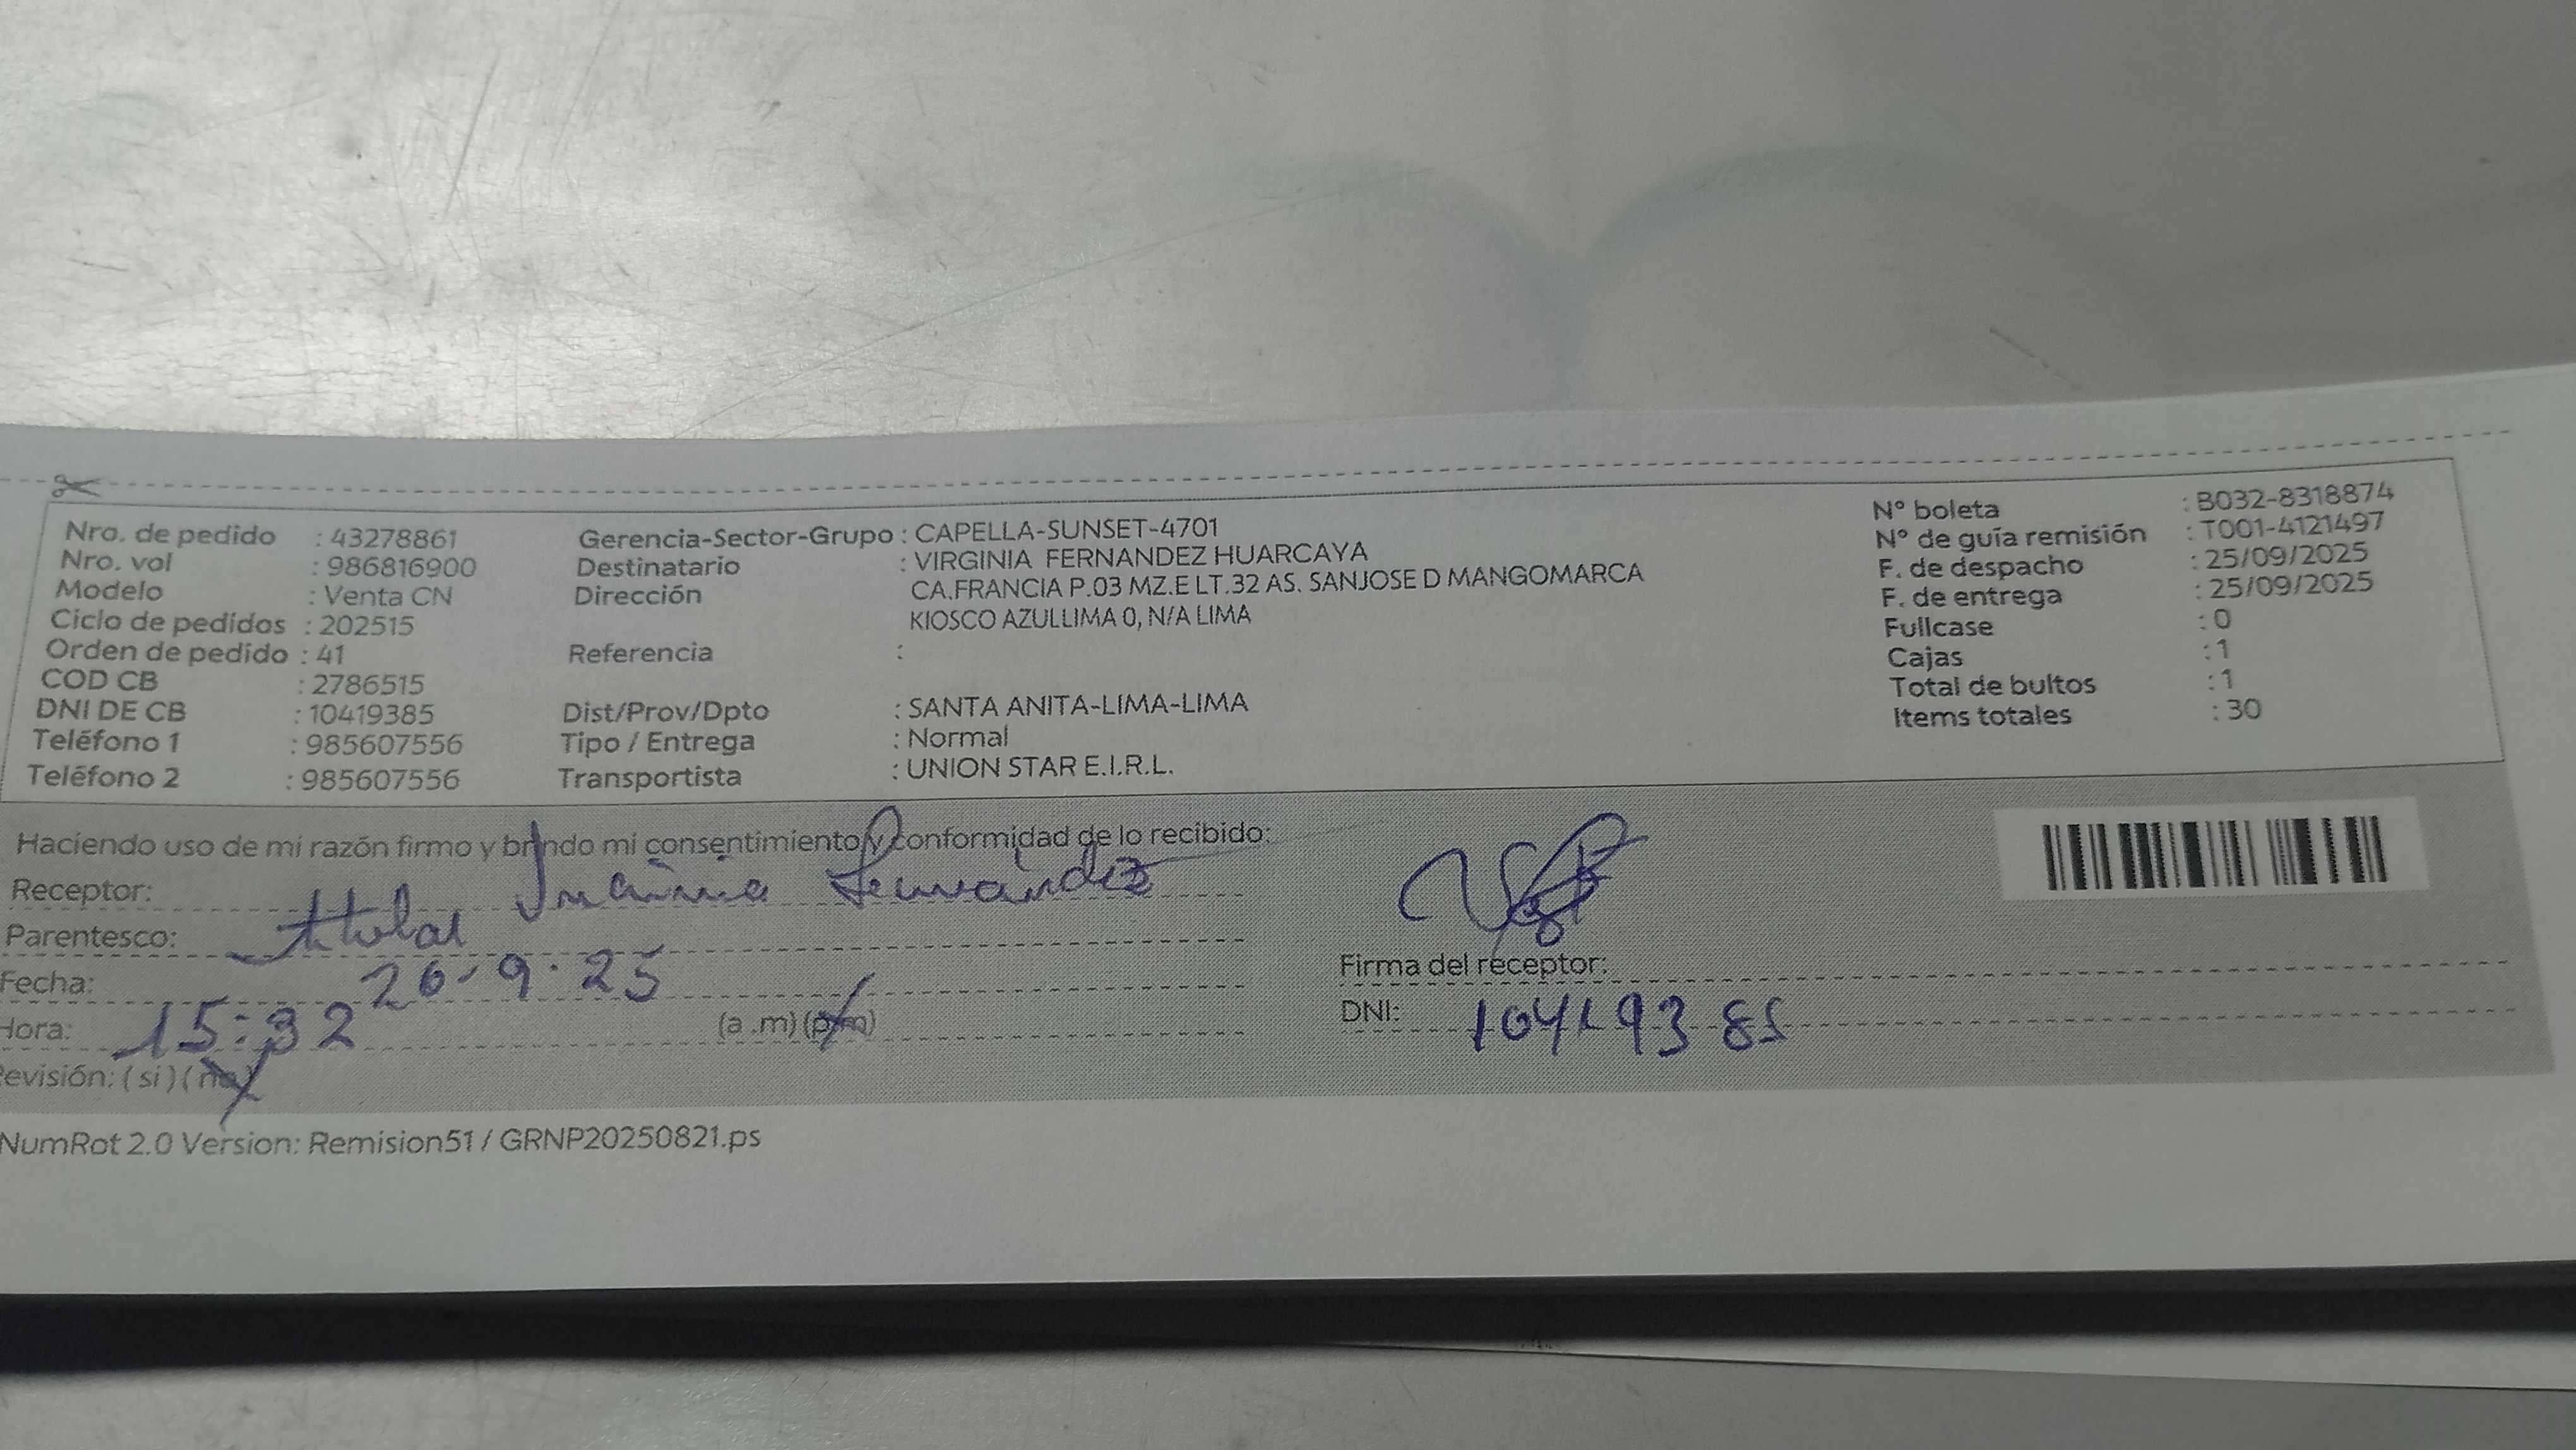 Nro. de pedido : 43278861
Nro. vol : 986816900
Modelo : Venta CN
Ciclo de pedidos : 202515
Orden de pedido : 41
COD CB : 2786515
DNI DE CB : 10419385
Teléfono 1 : 985607556
Teléfono 2 : 985607556
Gerencia-Sector-Grupo : CAPELLA-SUNSET-4701
Destinatario : VIRGINIA FERNANDEZ HUARCAYA
Dirección CA.FRANCIA P.03 MZ.E LT.32 AS. SANJOSE D MANGOMARCA
KIOSCO AZULLIMA 0, N/A LIMA
Referencia :
Dist/Prov/Dpto : SANTA ANITA-LIMA-LIMA
Tipo / Entrega : Normal
Transportista : UNION STAR E.I.R.L.
N° boleta : B032-8318874
N° de guía remisión : T001-4121497
F. de despacho : 25/09/2025
F. de entrega : 25/09/2025
Fullcase : 0
Cajas : 1
Total de bultos : 1
Items totales : 30
Haciendo uso de mi razón firmo y brindo mi consentimiento y conformidad de lo recibido:
Receptor: Fernandez
Parentesco: titular
Fecha: 26-9-25
Hora: 15:32 (a .m) (p.m)
Revisión: ( si ) ( no )
Firma del receptor:
DNI: 10419385
NumRot 2.0 Version: Remision51 / GRNP20250821.ps